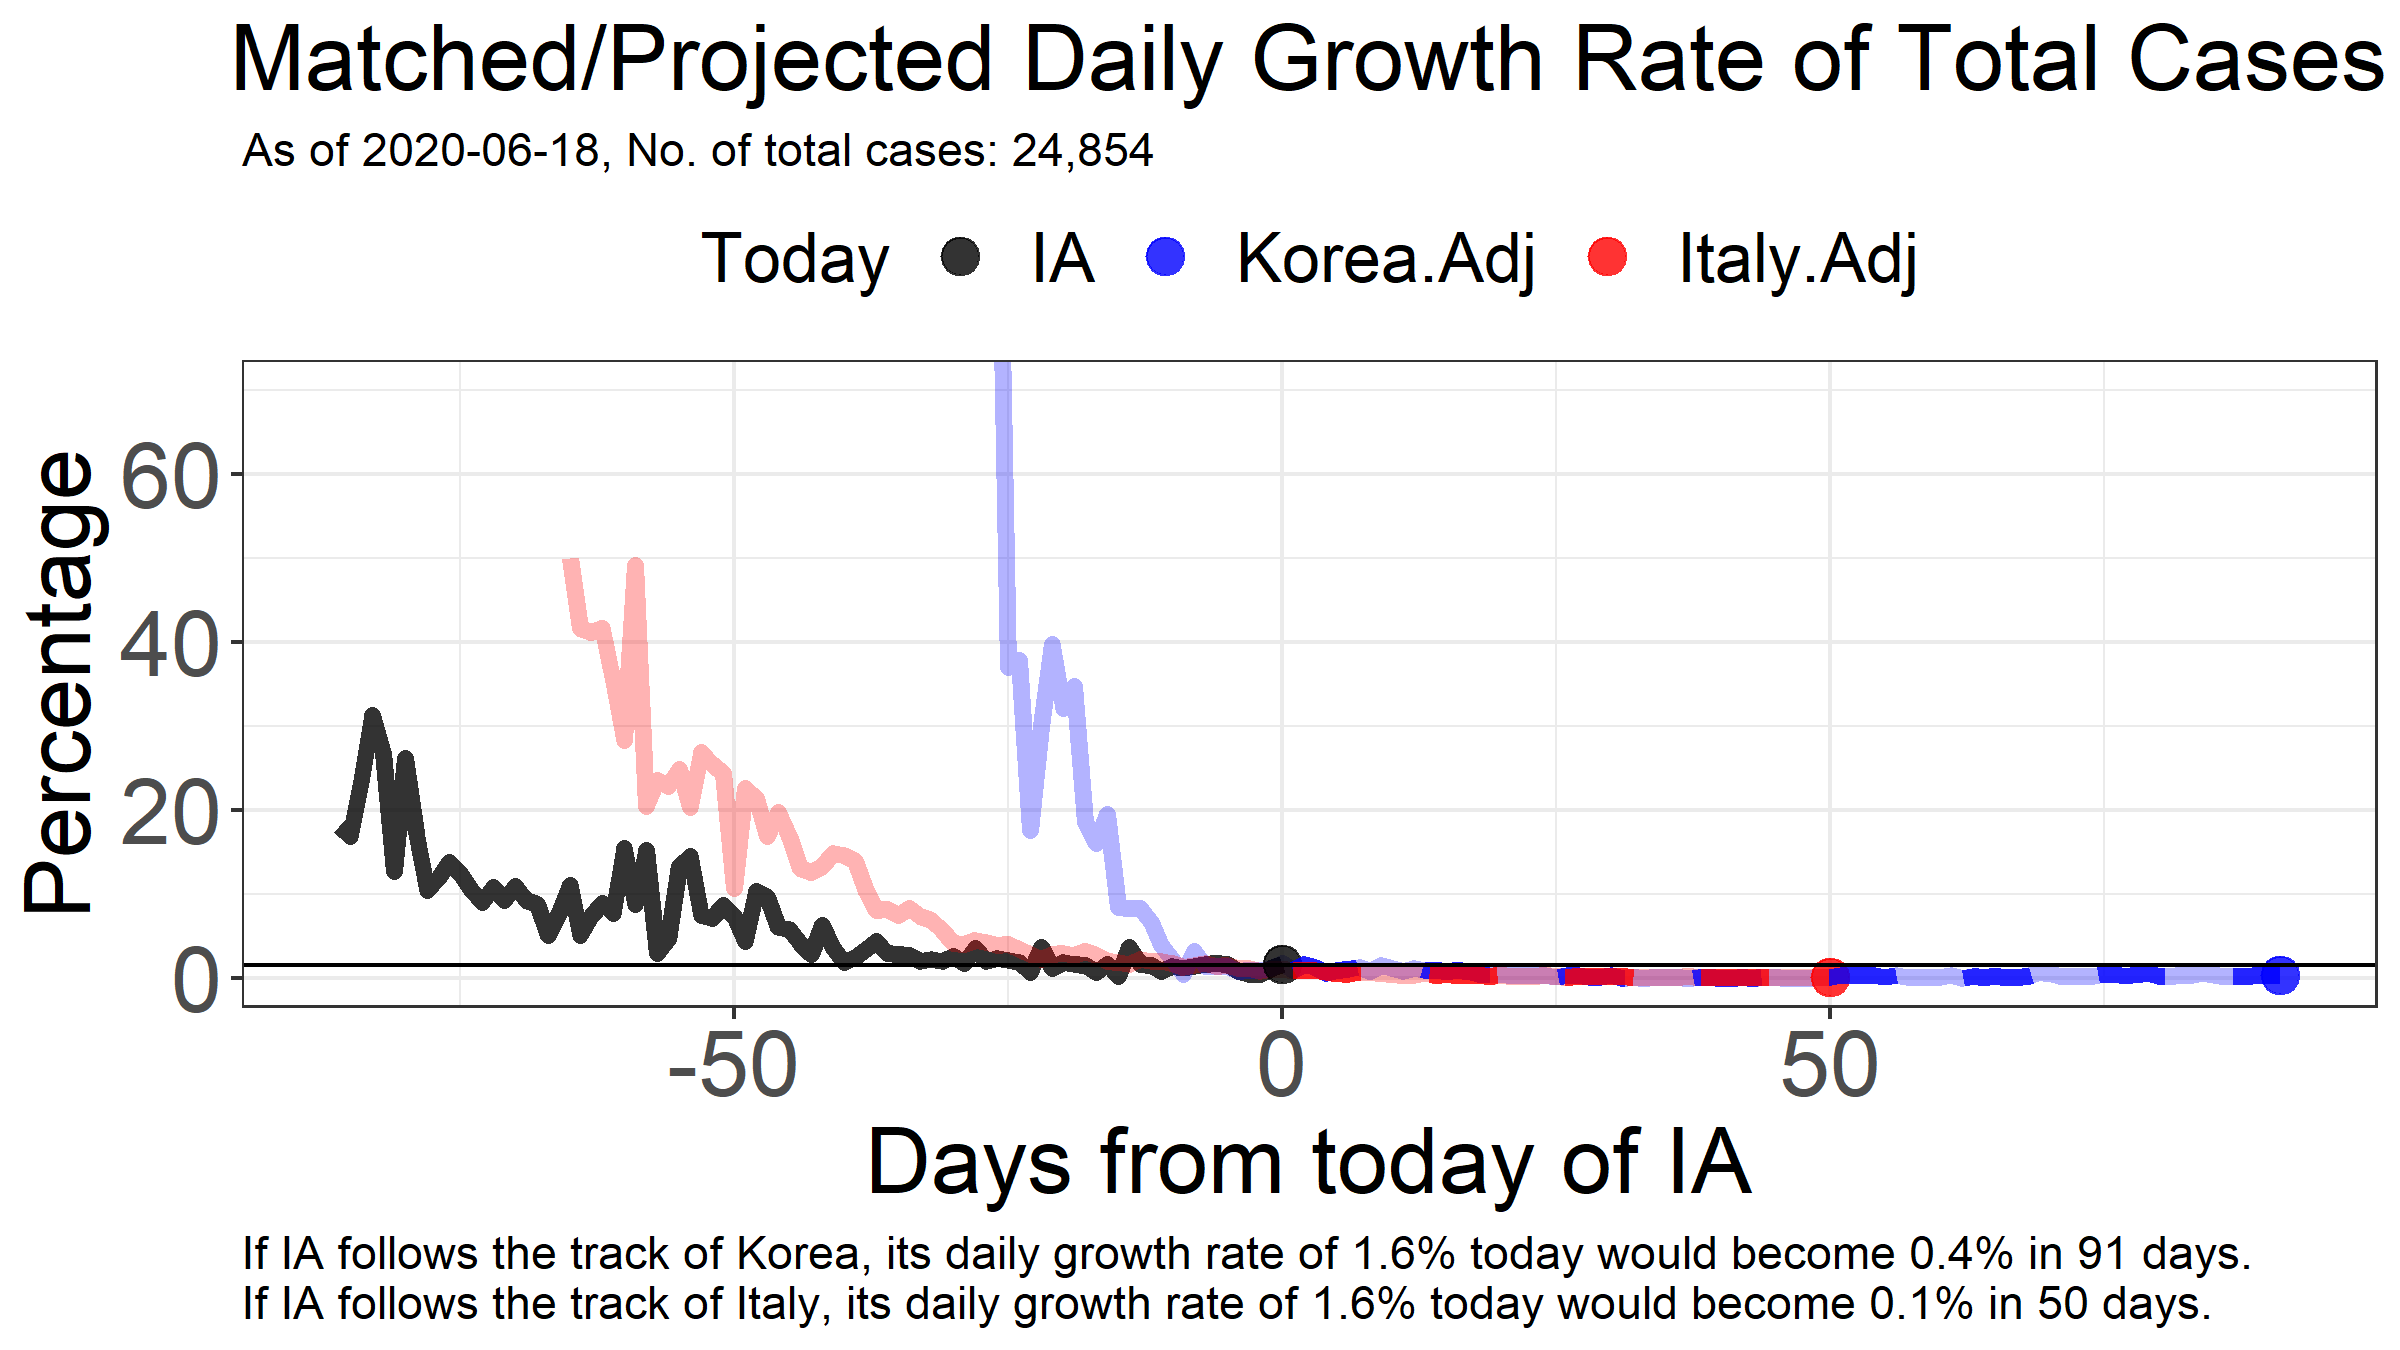 Matched/Projected Daily Growth Rate of Total Cases
As of 2020-06-18, No. of total cases: 24,854
Today IA Korea.Adj Italy.Adj
Percentage
60
40
20
0
-50 0 50
Days from today of IA
If IA follows the track of Korea, its daily growth rate of 1.6% today would become 0.4% in 91 days.
If IA follows the track of Italy, its daily growth rate of 1.6% today would become 0.1% in 50 days.